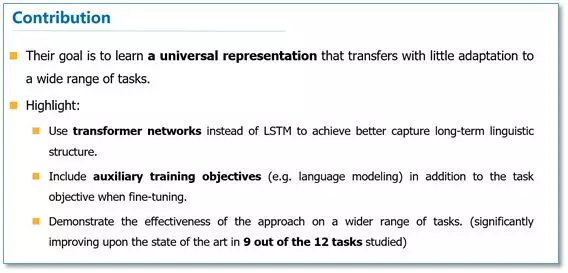 Contribution
Their goal is to learn a universal representation that transfers with little adaptation to
a wide range of tasks.
Highlight:
Use transformer networks instead of LSTM to achieve better capture long-term linguistic
structure.
Include auxiliary training objectives (e.g. language modeling) in addition to the task
objective when fine-tuning.
Demonstrate the effectiveness of the approach on a wider range of tasks. (significantly
improving upon the state of the art in 9 out of the 12 tasks studied)